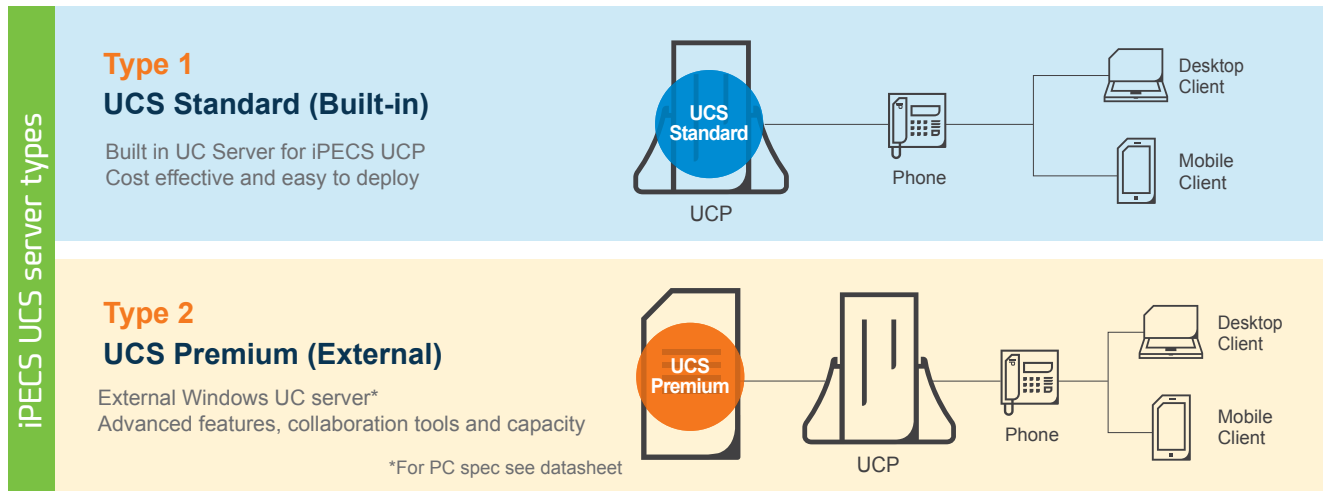 iPECS UCS server types
Type 1
UCS Standard (Built-in)
Built in UC Server for iPECS UCP
Cost effective and easy to deploy
UCS
Standard
UCP
Phone
Desktop
Client
Mobile
Client
Type 2
UCS Premium (External)
External Windows UC server*
Advanced features, collaboration tools and capacity
*For PC spec see datasheet
UCS
Premium
UCP
Phone
Desktop
Client
Mobile
Client